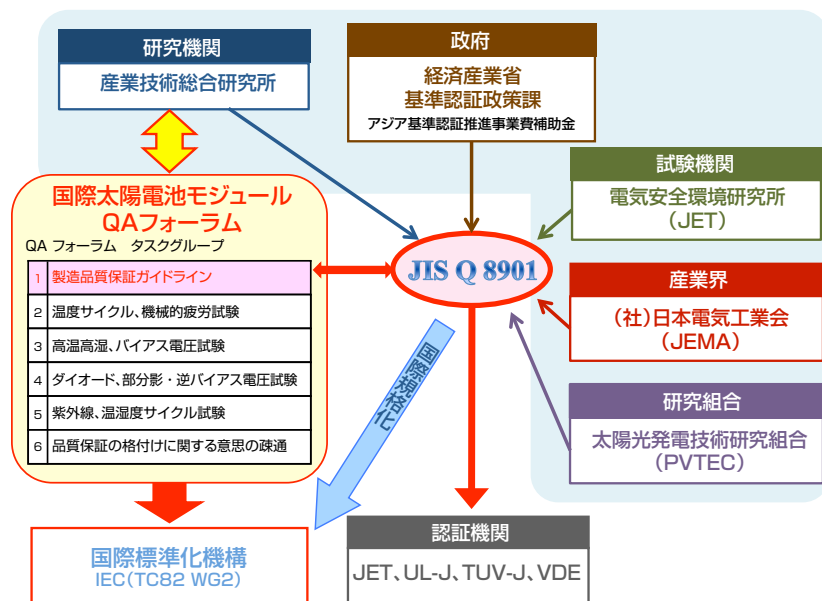 研究機関
産業技術総合研究所
政府
経済産業省
基準認証政策課
アジア基準認証推進事業費補助金
試験機関
電気安全環境研究所
(JET)
国際太陽電池モジュール
QAフォーラム
QA フォーラム タスクグループ
1 製造品質保証ガイドライン
2 温度サイクル、機械的疲労試験
3 高温高湿、バイアス電圧試験
4 ダイオード、部分影・逆バイアス電圧試験
5 紫外線、温湿度サイクル試験
6 品質保証の格付けに関する意思の疎通
JIS Q 8901
産業界
(社)日本電気工業会
(JEMA)
国際規格化
研究組合
太陽光発電技術研究組合
(PVTEC)
国際標準化機構
IEC(TC82 WG2)
認証機関
JET、UL-J、TUV-J、VDE